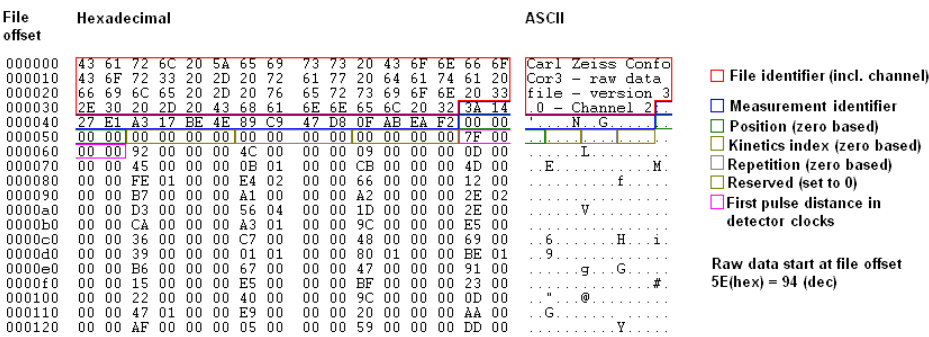 File offset Hexadecimal ASCII
000000 43 61 72 6C 20 5A 65 69 73 73 20 43 6F 6E 66 6F Carl Zeiss Confo
000010 43 6F 72 33 20 2D 20 72 61 77 20 64 61 74 61 20 Cor3 - raw data
000020 66 69 6C 65 20 2D 20 76 65 72 73 69 6F 6E 20 33 file - version 3
000030 2E 30 20 2D 20 43 68 61 6E 6E 65 6C 20 32 3A 14 .0 - Channel 2:.
000040 27 E1 A3 17 BE 4E 89 C9 47 D8 0F AB EA F2 00 00 '....N..G.......
000050 00 00 00 00 00 00 00 00 00 00 00 00 00 00 7F 00 ................
000060 00 00 92 00 00 00 4C 00 00 00 09 00 00 00 0D 00 ......L.........
000070 00 00 45 00 00 00 0B 01 00 00 CB 00 00 00 4D 00 ..E...........M.
000080 00 00 FE 01 00 00 E4 02 00 00 66 00 00 00 12 00 ..........f.....
000090 00 00 B7 00 00 00 A1 00 00 00 A2 00 00 00 2E 02 ................
0000a0 00 00 D3 00 00 00 56 04 00 00 1D 00 00 00 2E 00 ......V.........
0000b0 00 00 CA 00 00 00 A3 01 00 00 9C 00 00 00 E5 00 ................
0000c0 00 00 36 00 00 00 C7 00 00 00 48 00 00 00 69 00 ..6.......H...i.
0000d0 00 00 39 00 00 00 01 01 00 00 80 01 00 00 BE 01 ..9.............
0000e0 00 00 B6 00 00 00 67 00 00 00 47 00 00 00 91 00 ......g...G.....
0000f0 00 00 15 00 00 00 E5 00 00 00 BF 00 00 00 23 00 ..............#.
000100 00 00 22 00 00 00 40 00 00 00 9C 00 00 00 0D 00 .."...@.........
000110 00 00 47 01 00 00 E9 00 00 00 20 00 00 00 AA 00 ..G....... .....
000120 00 00 AF 00 00 00 05 00 00 00 59 00 00 00 DD 00 ..........Y.....
File identifier (incl. channel)
Measurement identifier
Position (zero based)
Kinetics index (zero based)
Repetition (zero based)
Reserved (set to 0)
First pulse distance in
detector clocks
Raw data start at file offset
5E(hex) = 94 (dec)